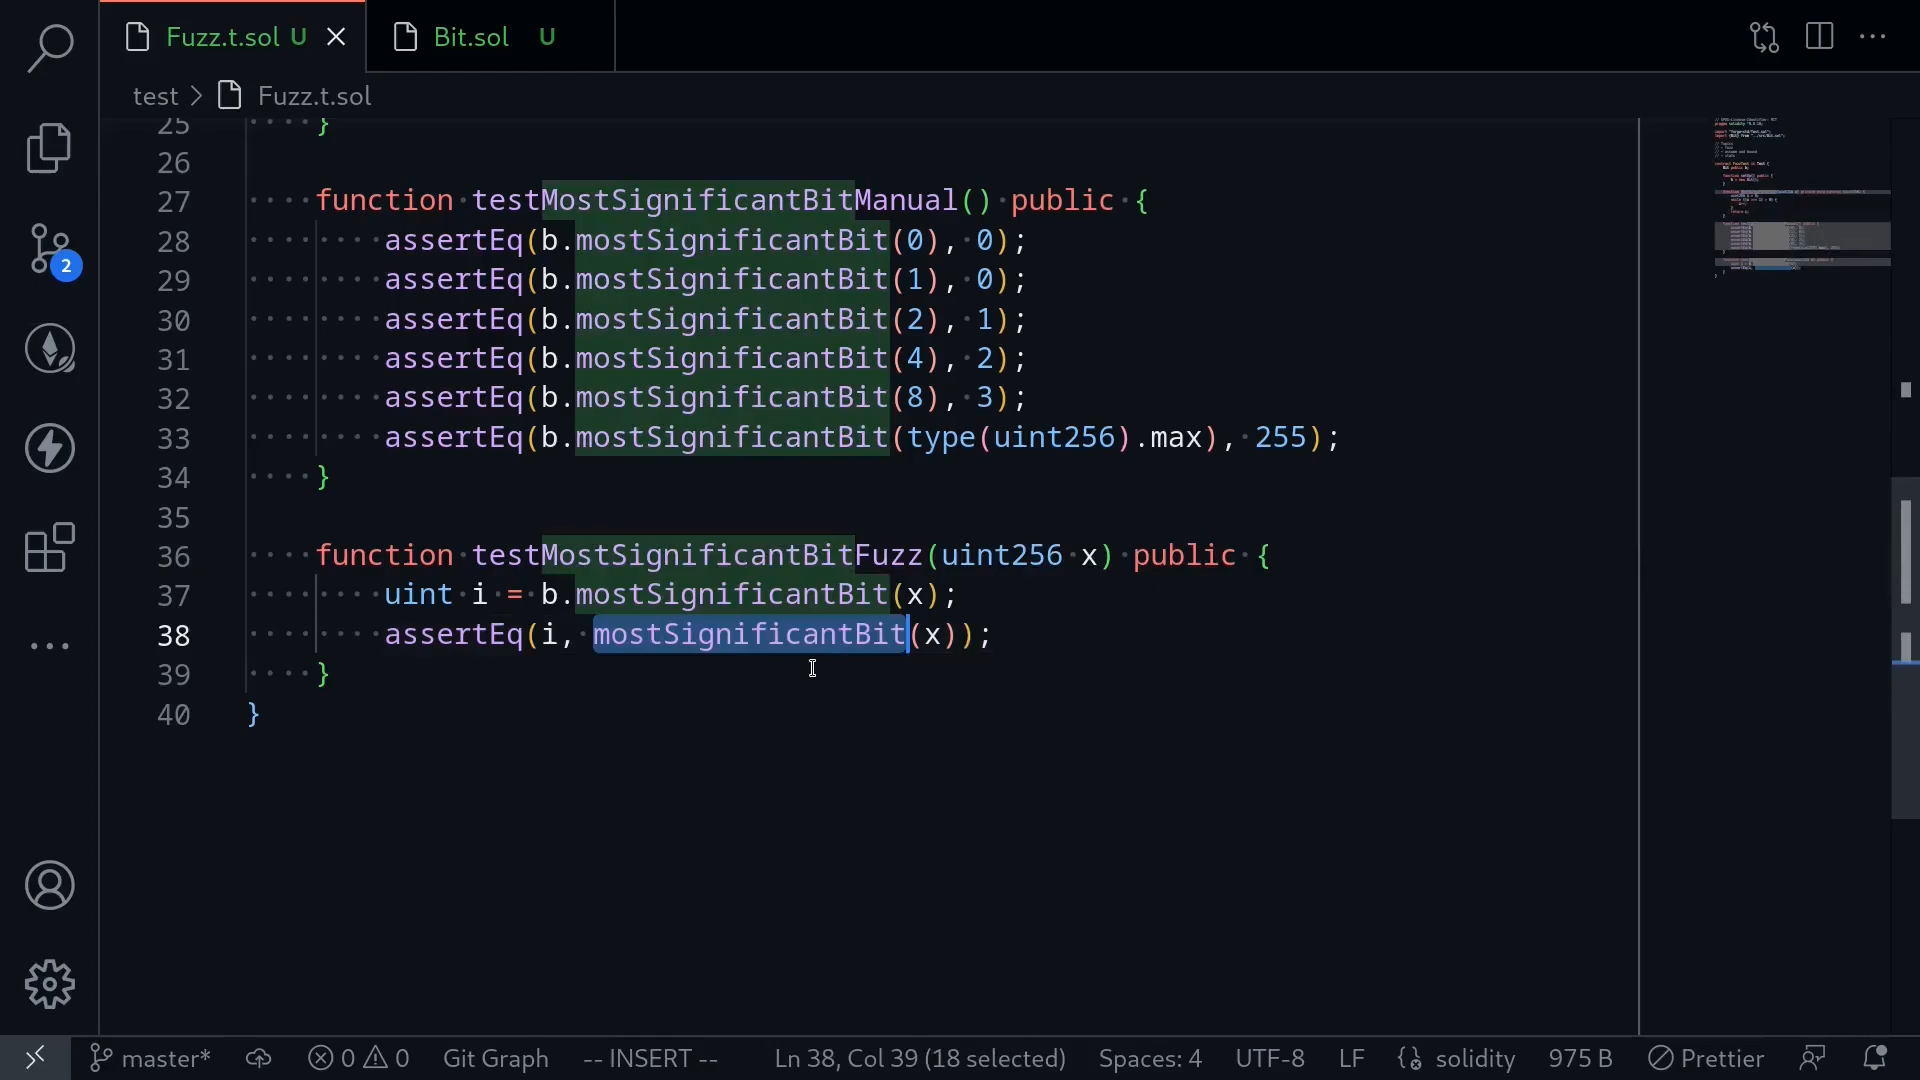 Fuzz.t.sol U
Bit.sol U
test > Fuzz.t.sol
25 }
26
27 function testMostSignificantBitManual() public {
28 assertEq(b.mostSignificantBit(0), 0);
29 assertEq(b.mostSignificantBit(1), 0);
30 assertEq(b.mostSignificantBit(2), 1);
31 assertEq(b.mostSignificantBit(4), 2);
32 assertEq(b.mostSignificantBit(8), 3);
33 assertEq(b.mostSignificantBit(type(uint256).max), 255);
34 }
35
36 function testMostSignificantBitFuzz(uint256 x) public {
37 uint i = b.mostSignificantBit(x);
38 assertEq(i, mostSignificantBit(x));
39 }
40 }
2
master* 0 0 Git Graph -- INSERT -- Ln 38, Col 39 (18 selected) Spaces: 4 UTF-8 LF solidity 975 B Prettier